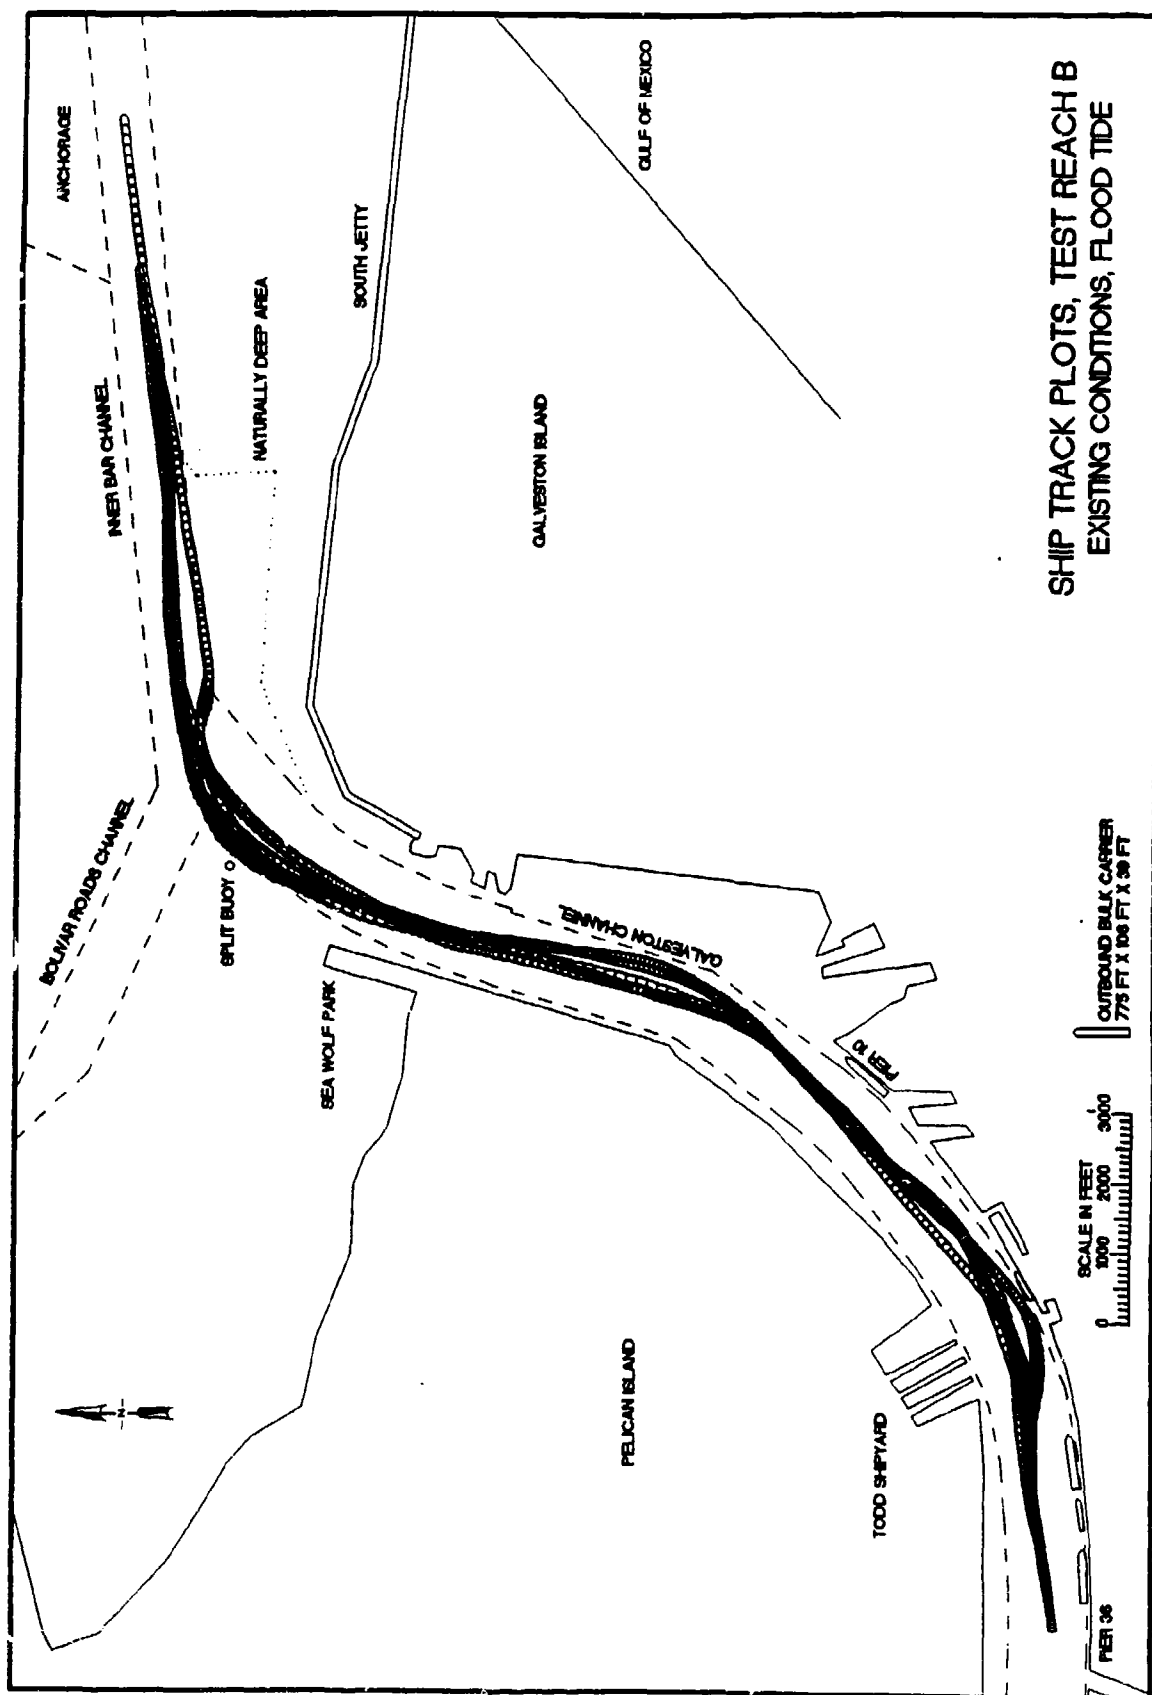 ANCHORAGE
INNER BAR CHANNEL
BOLIVAR ROADS CHANNEL
NATURALLY DEEP AREA
SPLIT BUOY
SOUTH JETTY
SEA WOLF PARK
GALVESTON ISLAND
GULF OF MEXICO
GALVESTON CHANNEL
PELICAN ISLAND
PIER 10
TODD SHIPYARD
PIER 36
N
SCALE IN FEET
0 1000 2000 3000
OUTBOUND BULK CARRIER
775 FT X 106 FT X 39 FT
SHIP TRACK PLOTS, TEST REACH B
EXISTING CONDITIONS, FLOOD TIDE